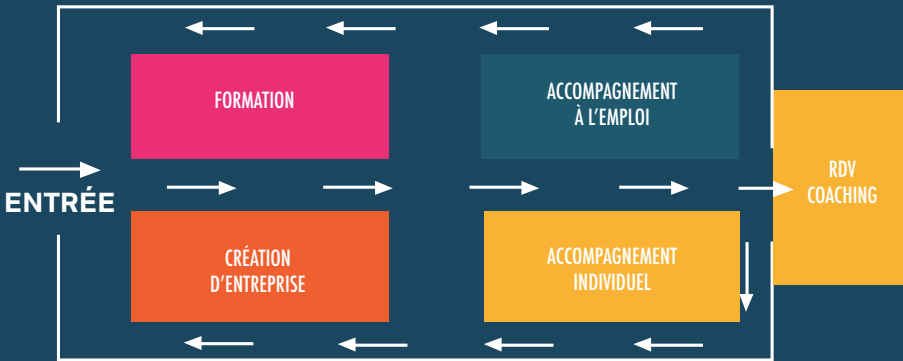 FORMATION
ACCOMPAGNEMENT
À L'EMPLOI
RDV
COACHING
ENTRÉE
CRÉATION
D'ENTREPRISE
ACCOMPAGNEMENT
INDIVIDUEL